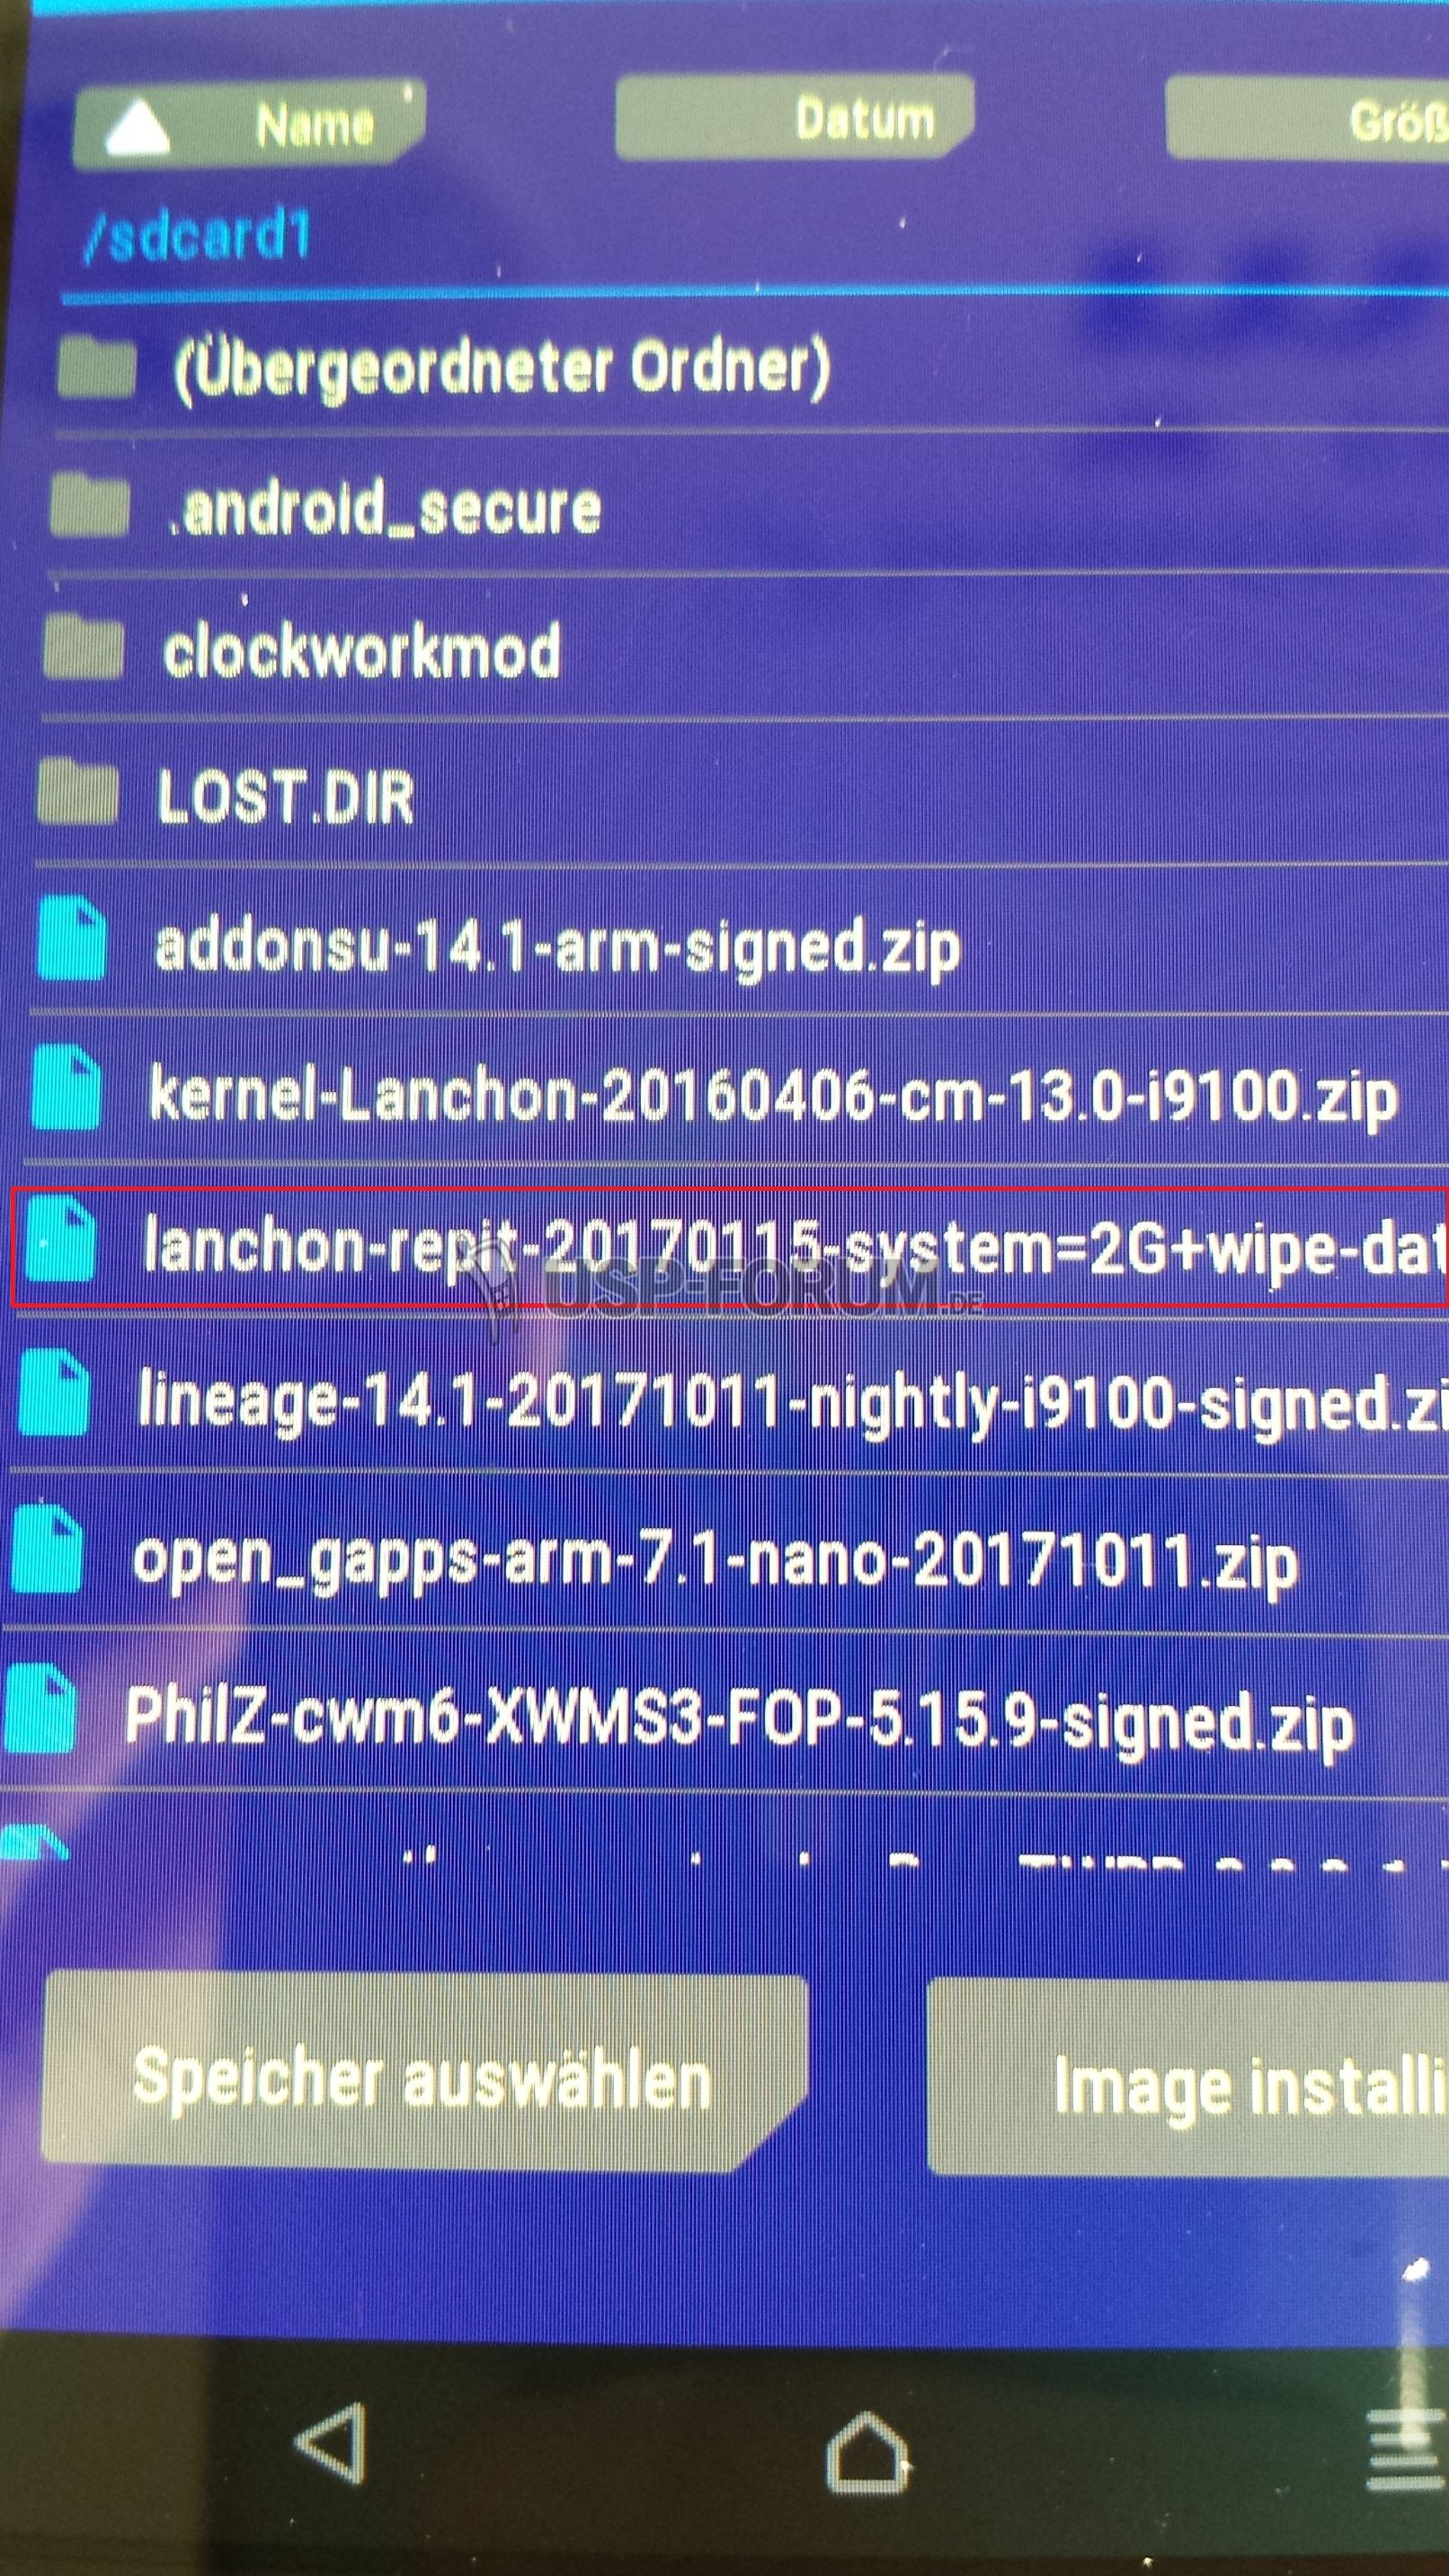 Name Datum Größ
/sdcard1
(Übergeordneter Ordner)
.android_secure
clockworkmod
LOST.DIR
addonsu-14.1-arm-signed.zip
kernel-Lanchon-20160406-cm-13.0-i9100.zip
lanchon-repit-20170115-system=2G+wipe-dat
USP-FORUM.DE
lineage-14.1-20171011-nightly-i9100-signed.zi
open_gapps-arm-7.1-nano-20171011.zip
PhilZ-cwm6-XWMS3-FOP-5.15.9-signed.zip
Speicher auswählen Image installi